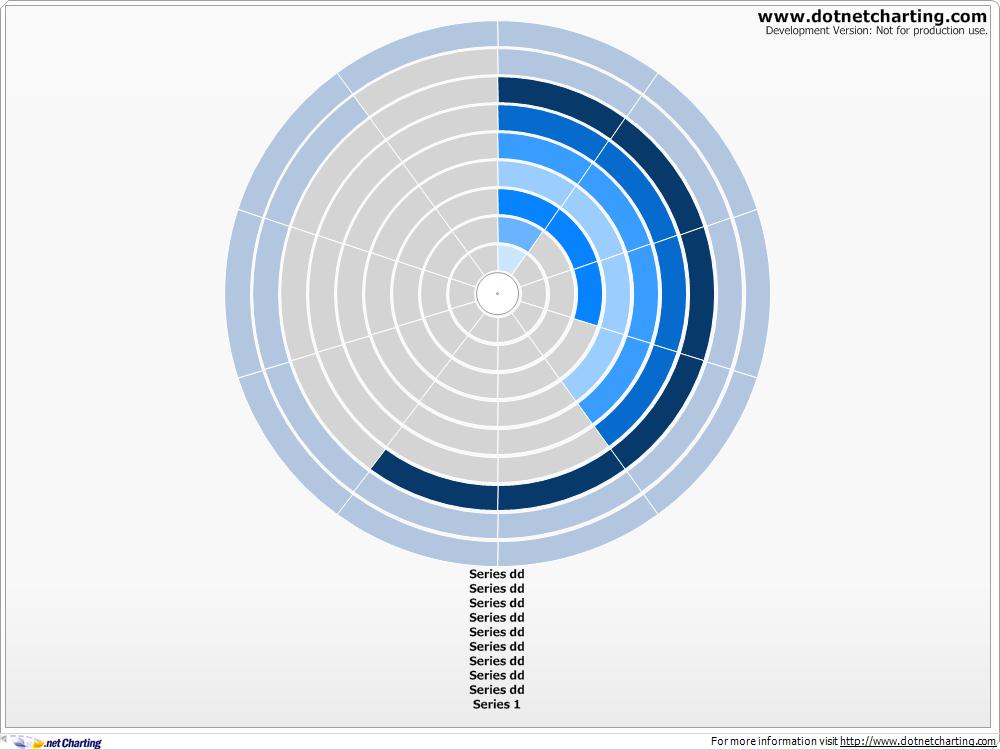 www.dotnetcharting.com
Development Version: Not for production use.
Series dd
Series dd
Series dd
Series dd
Series dd
Series dd
Series dd
Series dd
Series dd
Series 1
.net Charting
For more information visit http://www.dotnetcharting.com